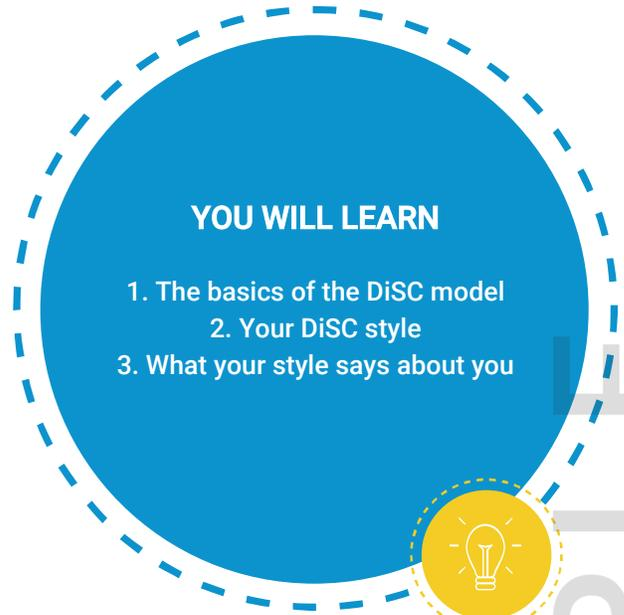 YOU WILL LEARN
1. The basics of the DiSC model
2. Your DiSC style
3. What your style says about you